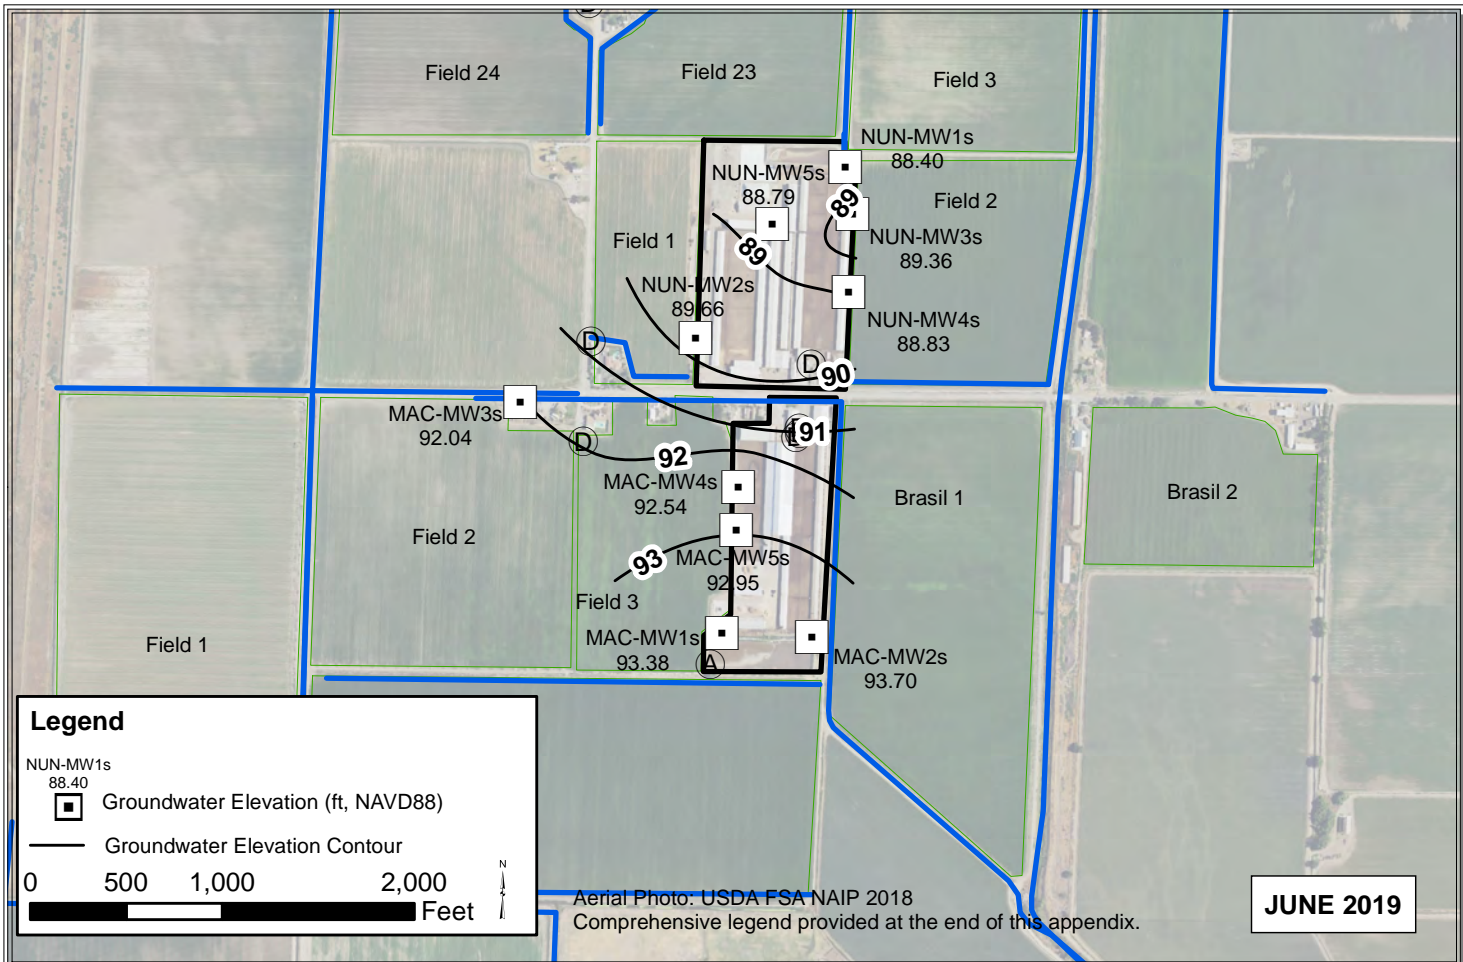 D
Field 24
Field 23
Field 3
NUN-MW1s
88.40
NUN-MW5s
88.79
89
Field 2
Field 1
NUN-MW3s
89.36
89
NUN-MW2s
89.66
NUN-MW4s
88.83
D
D
90
MAC-MW3s
92.04
D
91
92
MAC-MW4s
92.54
Brasil 1
Brasil 2
Field 2
93
MAC-MW5s
92.95
Field 3
Field 1
MAC-MW1s
93.38
A
MAC-MW2s
93.70
Legend
NUN-MW1s
88.40
Groundwater Elevation (ft, NAVD88)
Groundwater Elevation Contour
0 500 1,000 2,000
Feet
N
Aerial Photo: USDA FSA NAIP 2018
Comprehensive legend provided at the end of this appendix.
JUNE 2019